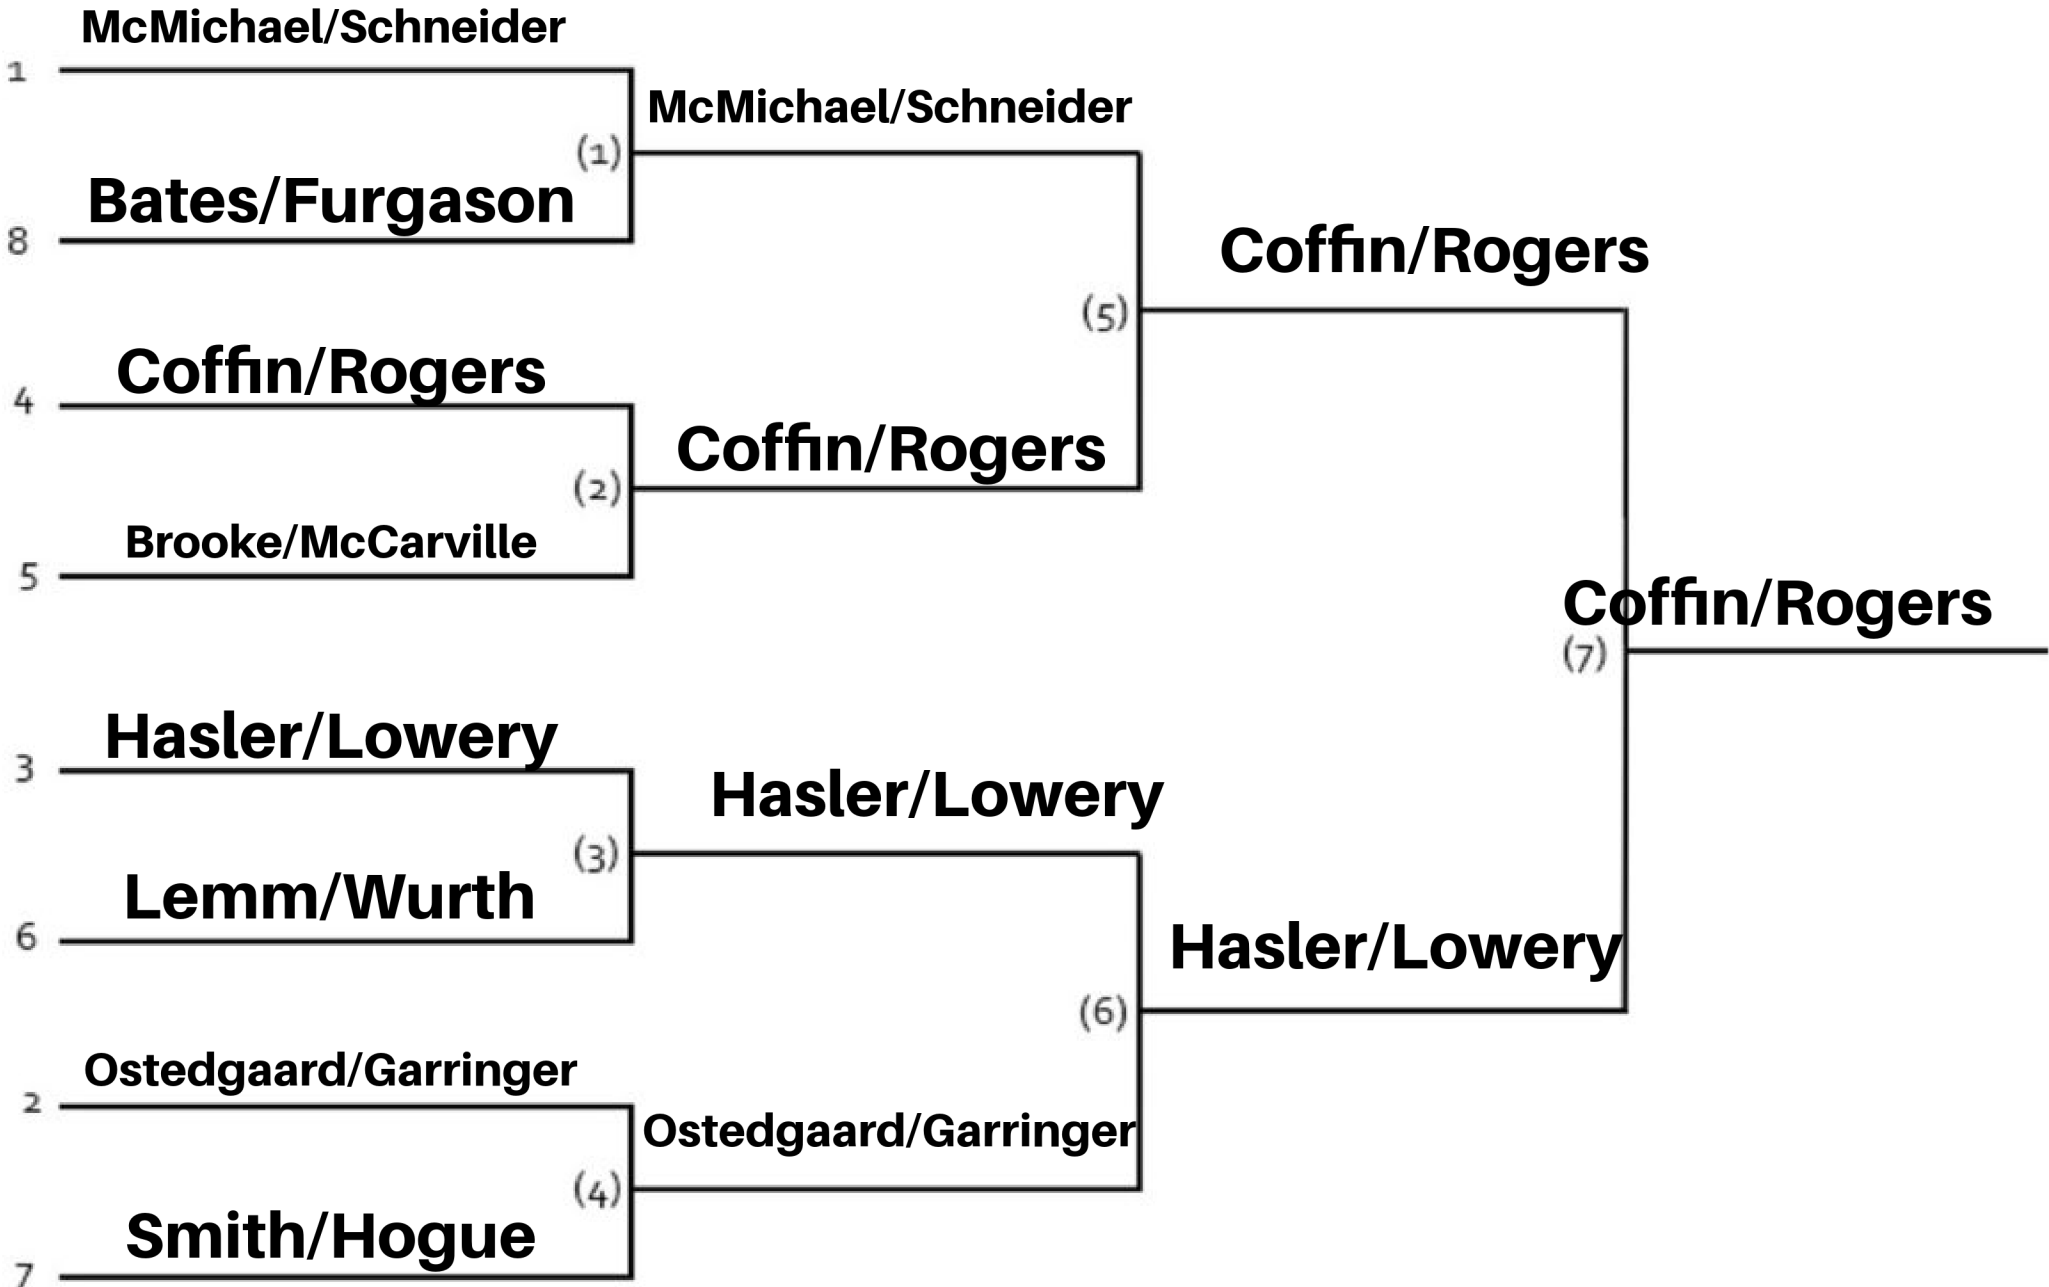 McMichael/Schneider
1
McMichael/Schneider
(1)
Bates/Furgason
8
Coffin/Rogers
(5)
Coffin/Rogers
4
Coffin/Rogers
(2)
Brooke/McCarville
5
Coffin/Rogers
(7)
Hasler/Lowery
3
Hasler/Lowery
(3)
Lemm/Wurth
6
Hasler/Lowery
(6)
Ostedgaard/Garringer
2
Ostedgaard/Garringer
(4)
Smith/Hogue
7